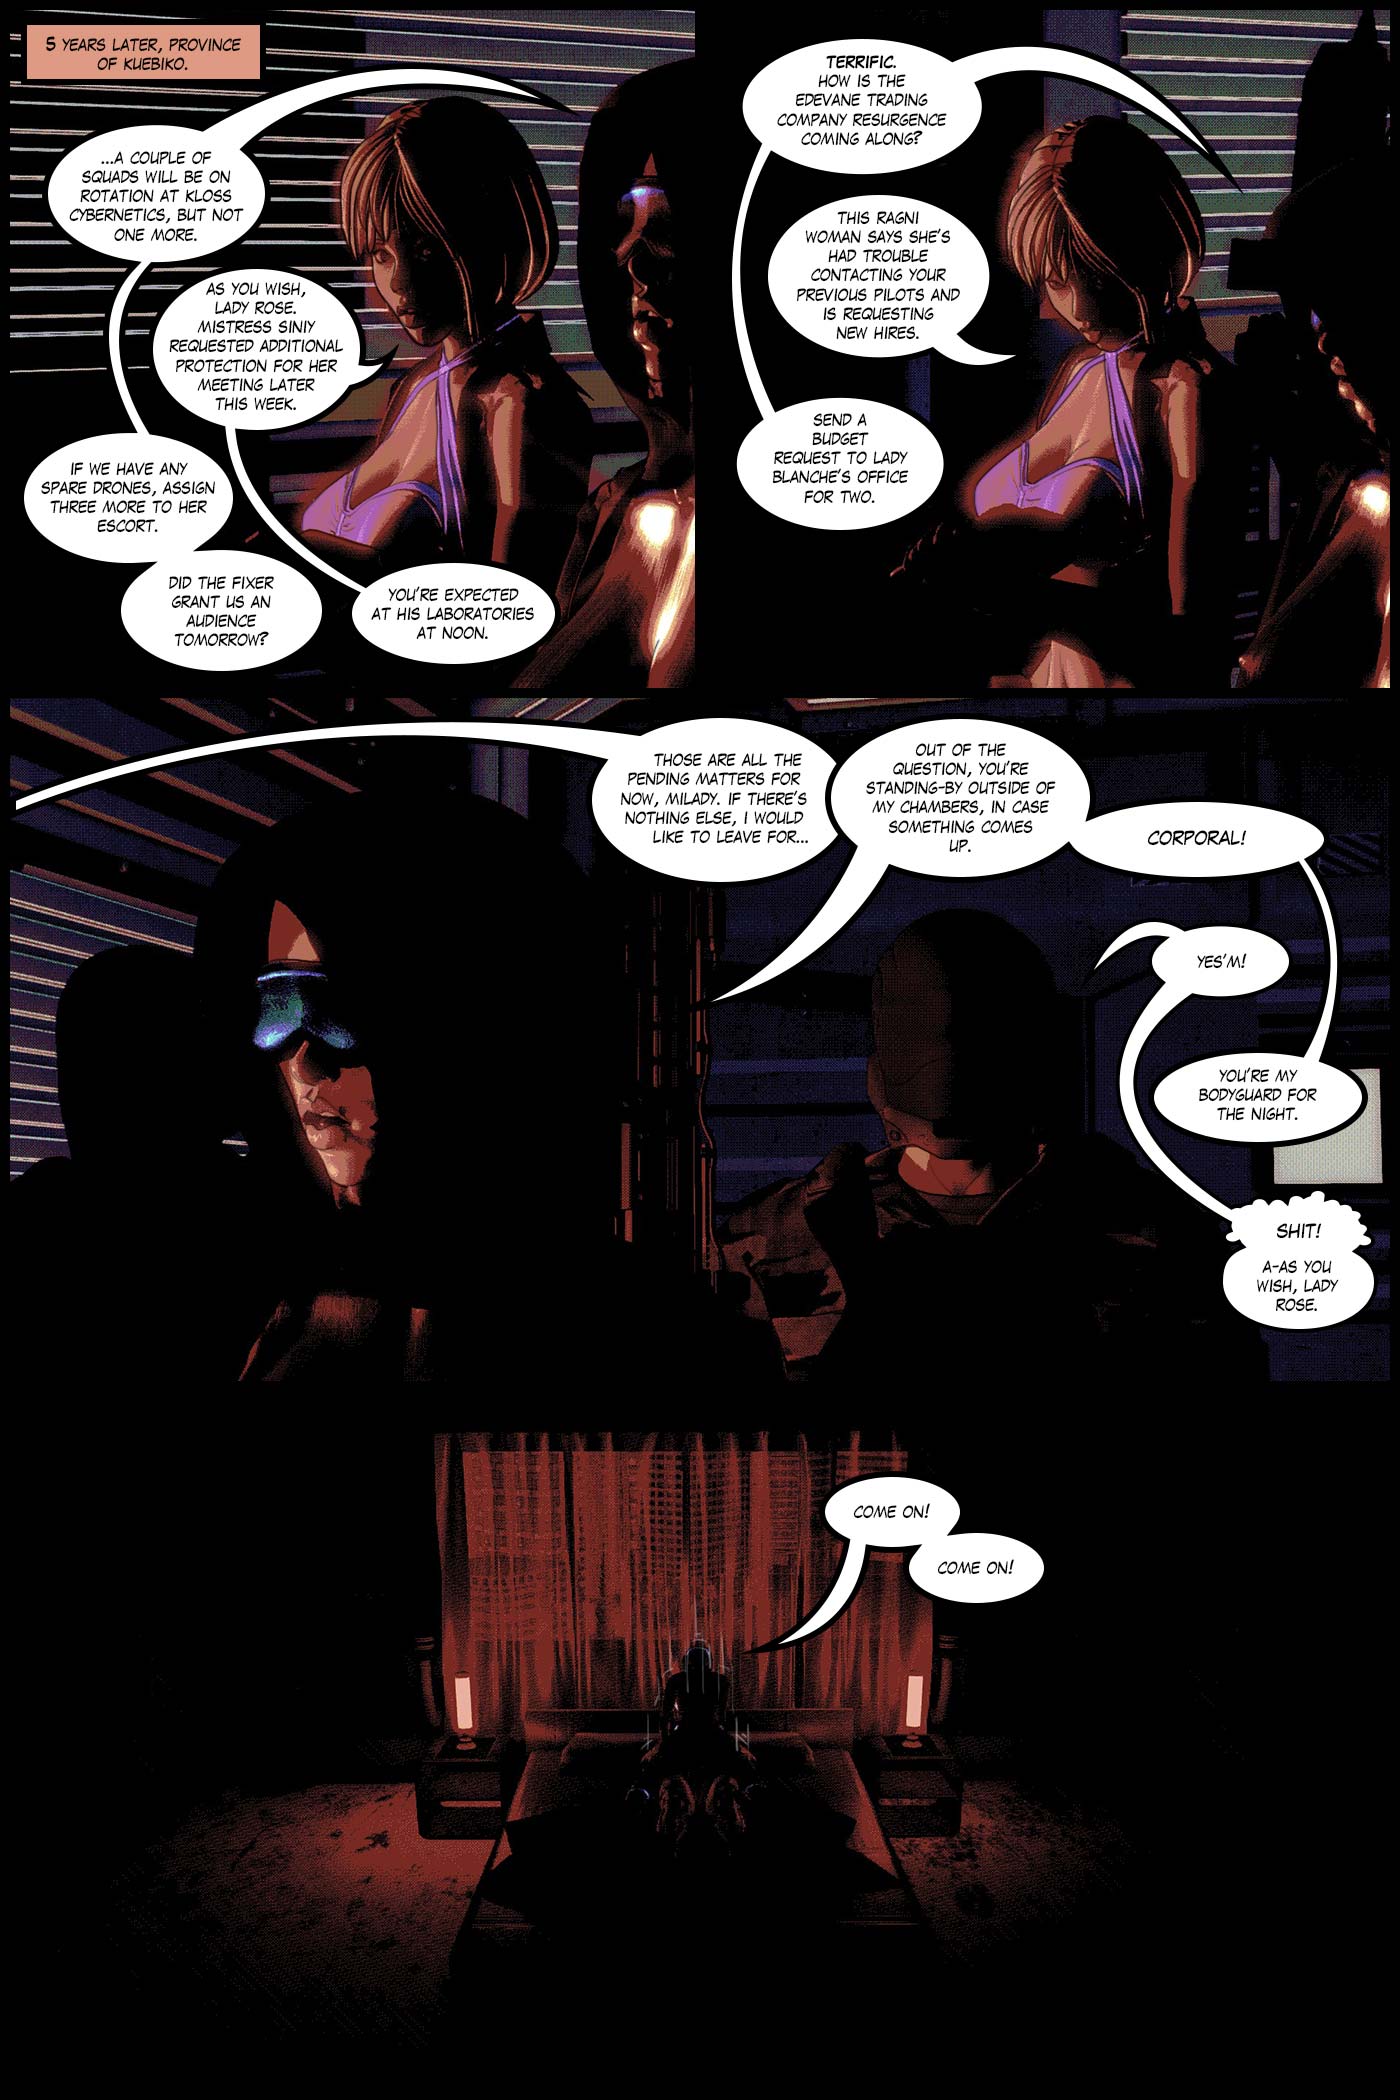 5 YEARS LATER, PROVINCE
OF KUEBIKO.
...A COUPLE OF
SQUADS WILL BE ON
ROTATION AT KLOSS
CYBERNETICS, BUT NOT
ONE MORE.
AS YOU WISH,
LADY ROSE.
MISTRESS SINIY
REQUESTED ADDITIONAL
PROTECTION FOR HER
MEETING LATER
THIS WEEK.
IF WE HAVE ANY
SPARE DRONES, ASSIGN
THREE MORE TO HER
ESCORT.
DID THE FIXER
GRANT US AN
AUDIENCE
TOMORROW?
YOU'RE EXPECTED
AT HIS LABORATORIES
AT NOON.
TERRIFIC.
HOW IS THE
EDEVANE TRADING
COMPANY RESURGENCE
COMING ALONG?
THIS RAGNI
WOMAN SAYS SHE'S
HAD TROUBLE
CONTACTING YOUR
PREVIOUS PILOTS AND
IS REQUESTING
NEW HIRES.
SEND A
BUDGET
REQUEST TO LADY
BLANCHE'S OFFICE
FOR TWO.
THOSE ARE ALL THE
PENDING MATTERS FOR
NOW, MILADY. IF THERE'S
NOTHING ELSE, I WOULD
LIKE TO LEAVE FOR...
OUT OF THE
QUESTION, YOU'RE
STANDING-BY OUTSIDE OF
MY CHAMBERS, IN CASE
SOMETHING COMES
UP.
CORPORAL!
YES'M!
YOU'RE MY
BODYGUARD FOR
THE NIGHT.
SHIT!
A-AS YOU
WISH, LADY
ROSE.
COME ON!
COME ON!